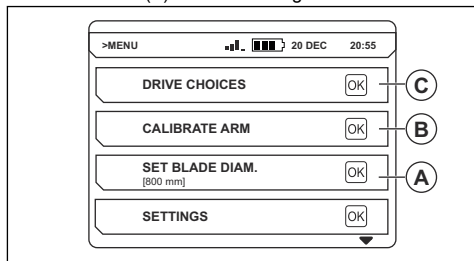 >MENU 20 DEC 20:55
DRIVE CHOICES OK C
CALIBRATE ARM OK B
SET BLADE DIAM. OK A
[800 mm]
SETTINGS OK